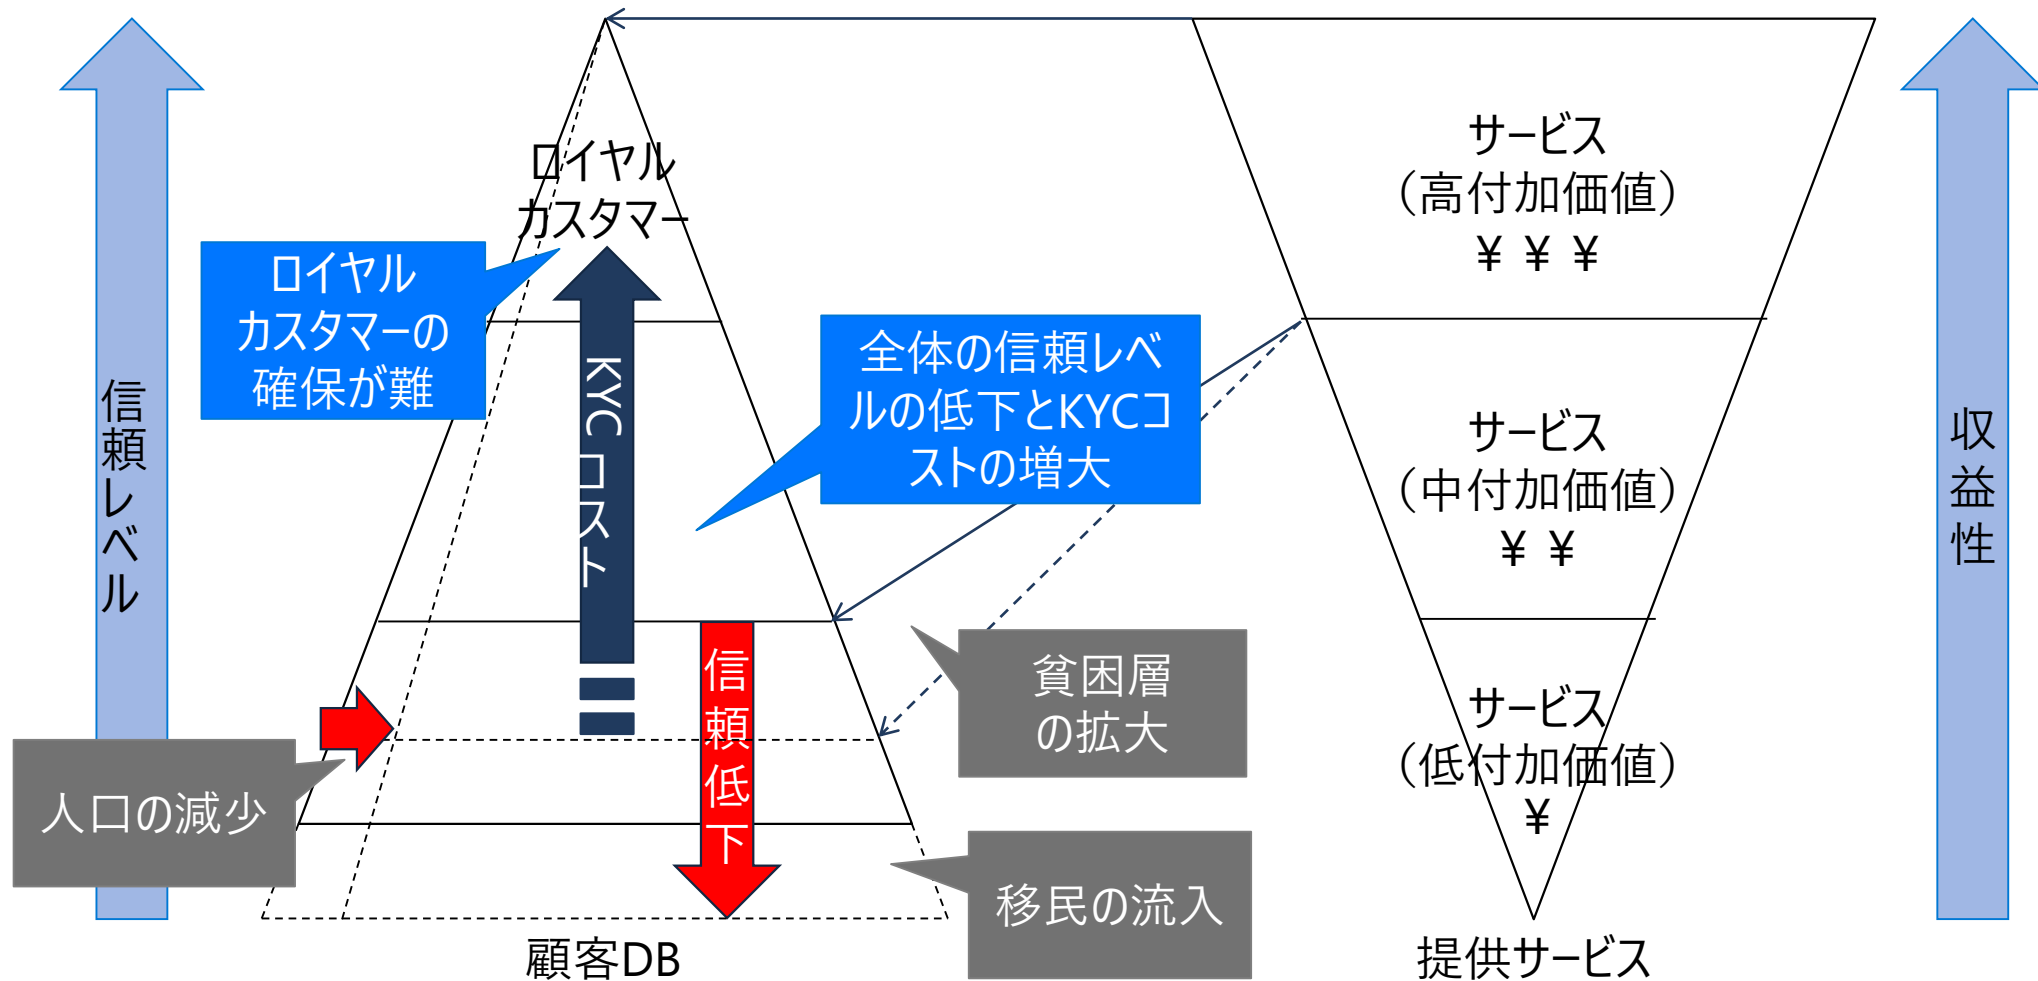 ロイヤル
カスタマー
サービス
（高付加価値）
¥ ¥ ¥
ロイヤル
カスタマーの
確保が難
全体の信頼レベ
ルの低下とKYCコ
ストの増大
KYCコスト
信頼レベル
サービス
（中付加価値）
¥ ¥
収益性
信頼低下
貧困層
の拡大
サービス
（低付加価値）
¥
人口の減少
移民の流入
顧客DB
提供サービス